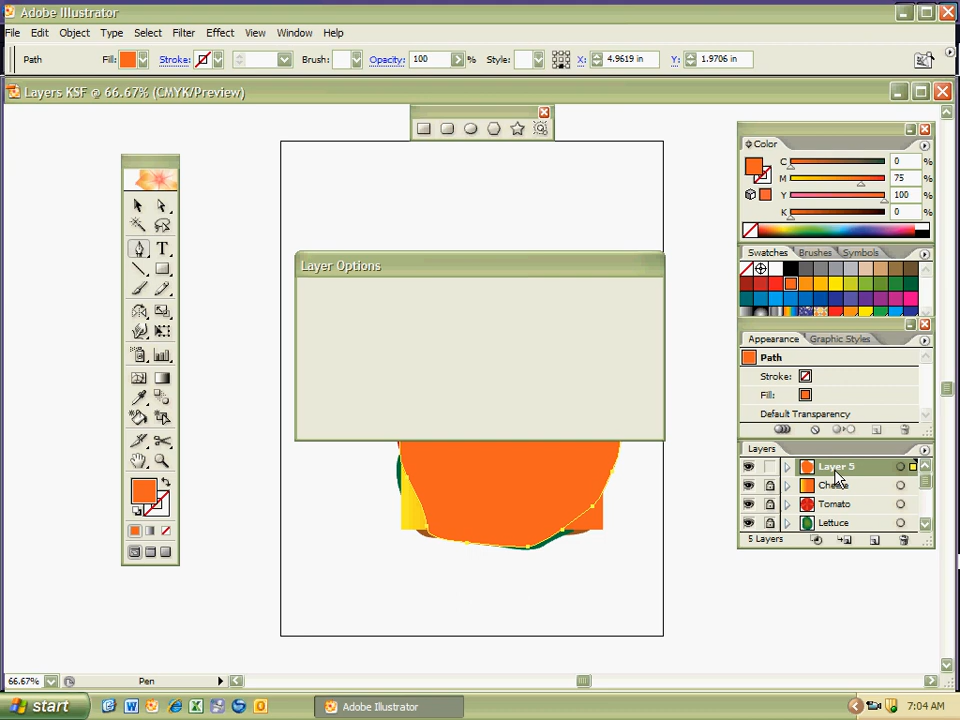 Adobe Illustrator
File Edit Object Type Select Filter Effect View Window Help
Path Fill: Stroke: Brush: Opacity: 100 % Style: X: 4.9619 in Y: 1.9706 in
Layers KSF @ 66.67% (CMYK/Preview)
Color
C 0 %
M 75 %
Y 100 %
K 0 %
Swatches Brushes Symbols
Layer Options
Appearance Graphic Styles
Path
Stroke:
Fill:
Default Transparency
Layers
Layer 5
Tomato
Lettuce
5 Layers
66.67% Pen
start Adobe Illustrator 7:04 AM